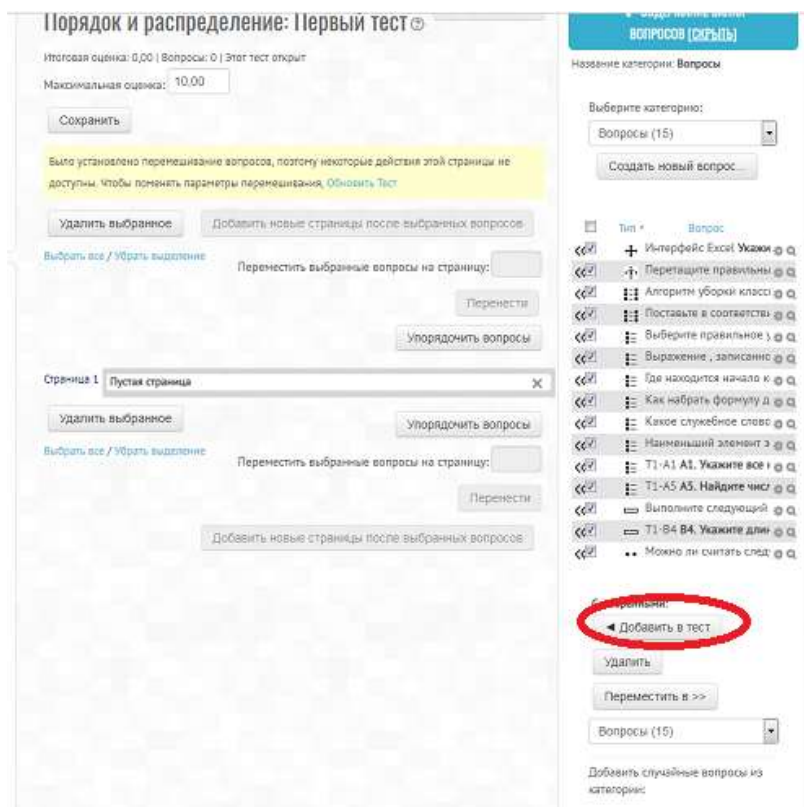 Порядок и распределение: Первый тест
Итоговая оценка: 0,00 | Вопросы: 0 | Этот тест открыт
Максимальная оценка: 10,00
Сохранить
Было установлено перемешивание вопросов, поэтому некоторые действия этой страницы не
доступны. Чтобы поменять параметры перемешивания, Обновить Тест
Удалить выбранное Добавить новые страницы после выбранных вопросов
Выбрать все / Убрать выделение
Переместить выбранные вопросы на страницу:
Перенести
Упорядочить вопросы
Страница 1 Пустая страница
Удалить выбранное Упорядочить вопросы
Выбрать все / Убрать выделение
Переместить выбранные вопросы на страницу:
Перенести
Добавить новые страницы после выбранных вопросов
ВОПРОСОВ [СКРЫТЬ]
Название категории: Вопросы
Выберите категорию:
Вопросы (15)
Создать новый вопрос...
Тип Вопрос
Интерфейс Excel Укажи
Перетащите правильны
Алгоритм уборки класс
Поставьте в соответстви
Выберите правильное у
Выражение , записанно
Где находится начало к
Как набрать формулу д
Какое служебное слово
Наименьший элемент э
T1-A1 A1. Укажите все
T1-A5 A5. Найдите чис
Выполните следующий
T1-B4 B4. Укажите дли
Можно ли считать след
◄ Добавить в тест
Удалить
Переместить в >>
Вопросы (15)
Добавить случайные вопросы из
категории: